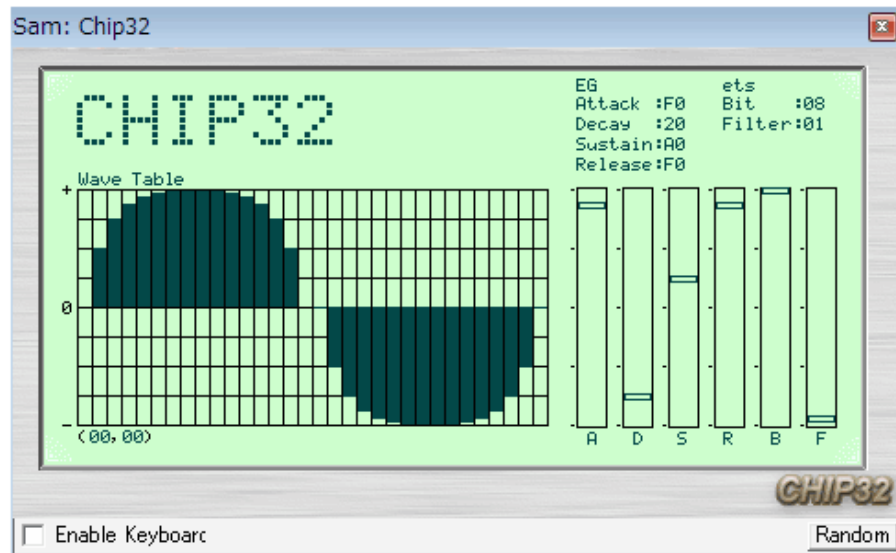 Sam: Chip32
x
CHIP32
EG
Attack :F0
Decay :20
Sustain:A0
Release:F0
ets
Bit :08
Filter:01
Wave Table
+
0
-
(00,00)
A D S R B F
CHIP32
Enable Keyboarc
Random